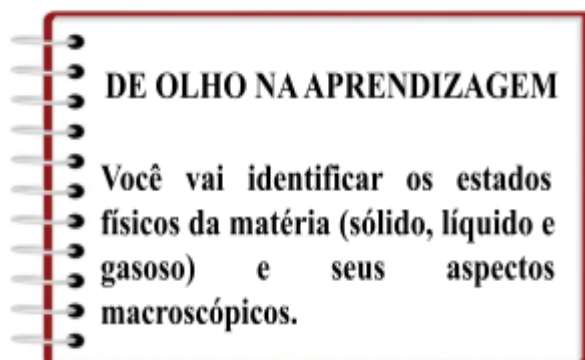 DE OLHO NA APRENDIZAGEM
Você vai identificar os estados
físicos da matéria (sólido, líquido e
gasoso) e seus aspectos
macroscópicos.